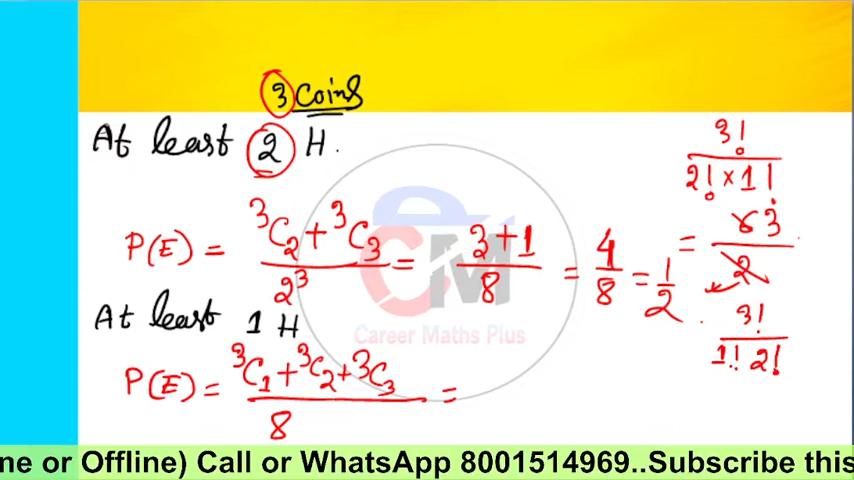 3 Coins
At least 2 H.
P(E) = ³C₂ + ³C₃ / 2³ = 3+1 / 8 = 4/8 = 1/2
3! / 2! × 1!
= 6 3 / 2
3! / 1! 2!
At least 1 H
P(E) = ³C₁ + ³C₂ + ³C₃ / 8 =
CM
Career Maths Plus
ne or Offline) Call or WhatsApp 8001514969..Subscribe this